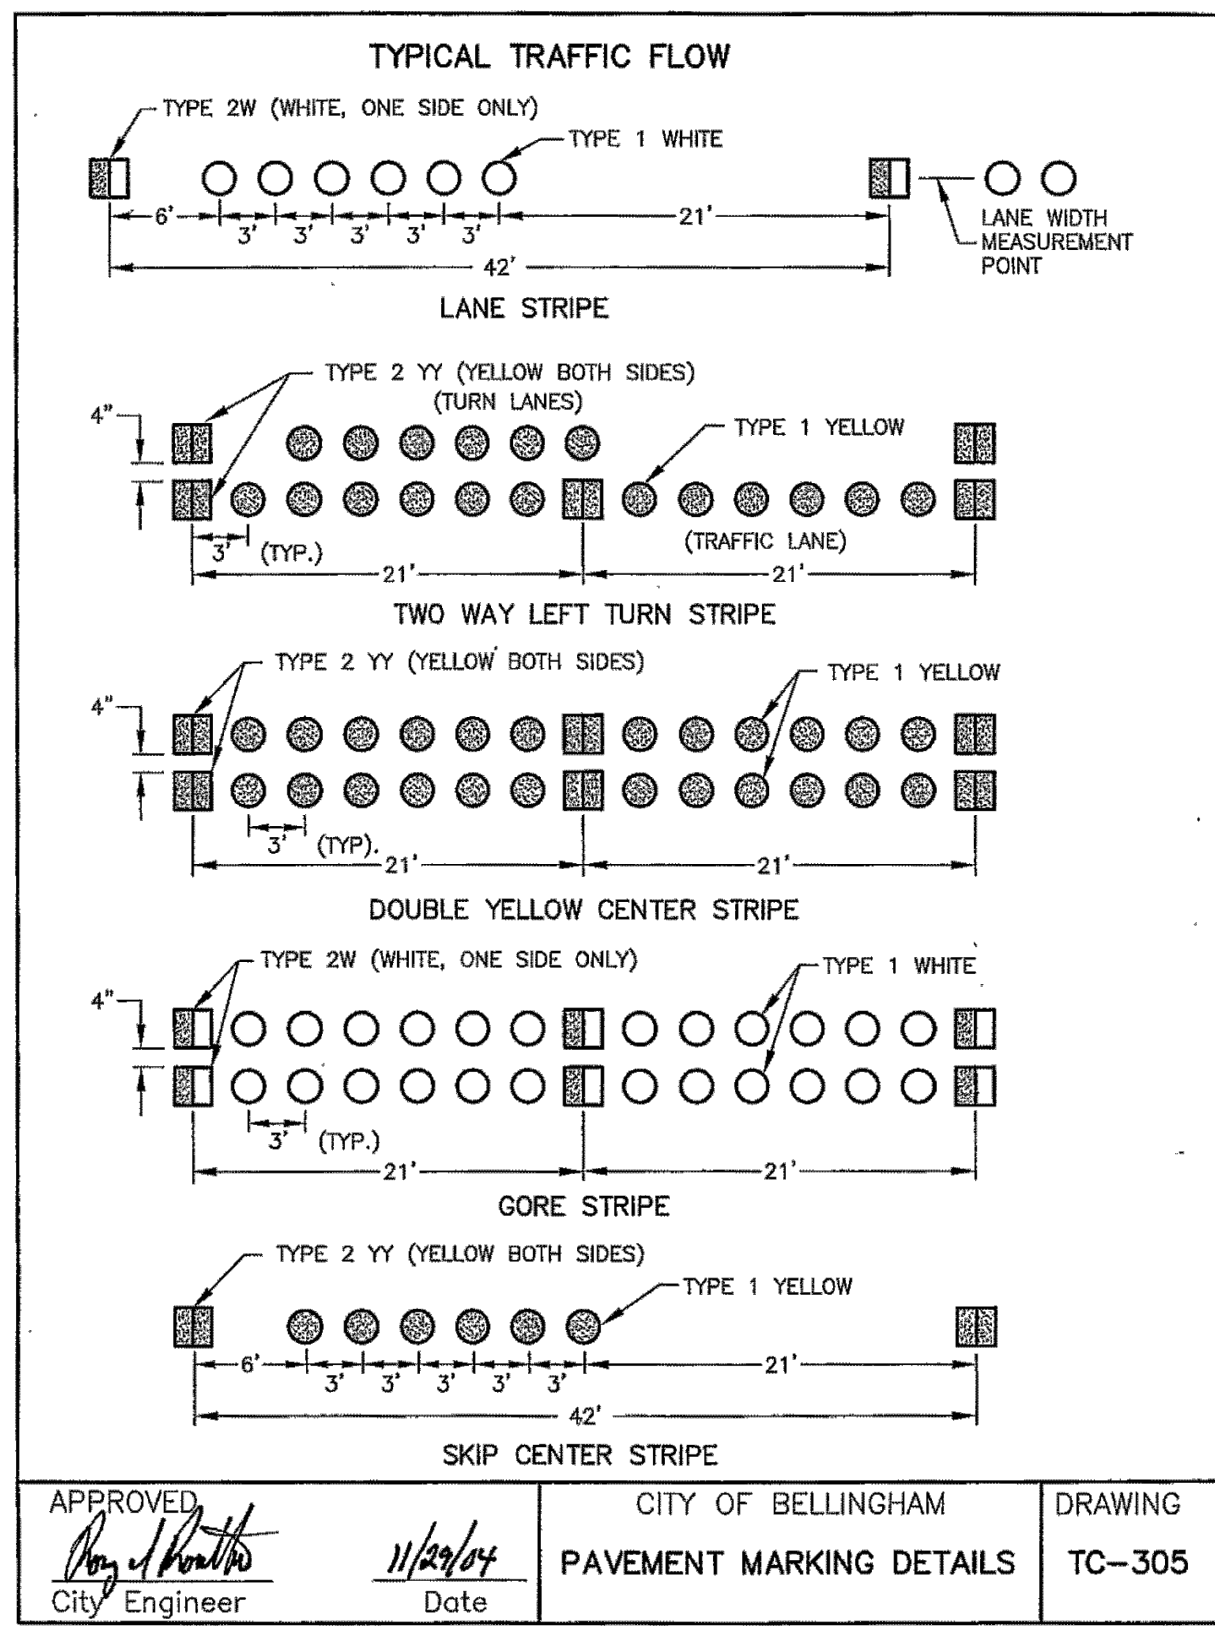 TYPICAL TRAFFIC FLOW
TYPE 2W (WHITE, ONE SIDE ONLY)
TYPE 1 WHITE
6'
3'
3'
3'
3'
3'
21'
42'
LANE WIDTH
MEASUREMENT
POINT
LANE STRIPE
TYPE 2 YY (YELLOW BOTH SIDES)
(TURN LANES)
4"
TYPE 1 YELLOW
3'
(TYP.)
(TRAFFIC LANE)
21'
21'
TWO WAY LEFT TURN STRIPE
TYPE 2 YY (YELLOW BOTH SIDES)
TYPE 1 YELLOW
4"
3'
(TYP).
21'
21'
DOUBLE YELLOW CENTER STRIPE
TYPE 2W (WHITE, ONE SIDE ONLY)
TYPE 1 WHITE
4"
3'
(TYP.)
21'
21'
GORE STRIPE
TYPE 2 YY (YELLOW BOTH SIDES)
TYPE 1 YELLOW
6'
3'
3'
3'
3'
3'
21'
42'
SKIP CENTER STRIPE
APPROVED
11/29/04
City Engineer
Date
CITY OF BELLINGHAM
PAVEMENT MARKING DETAILS
DRAWING
TC-305